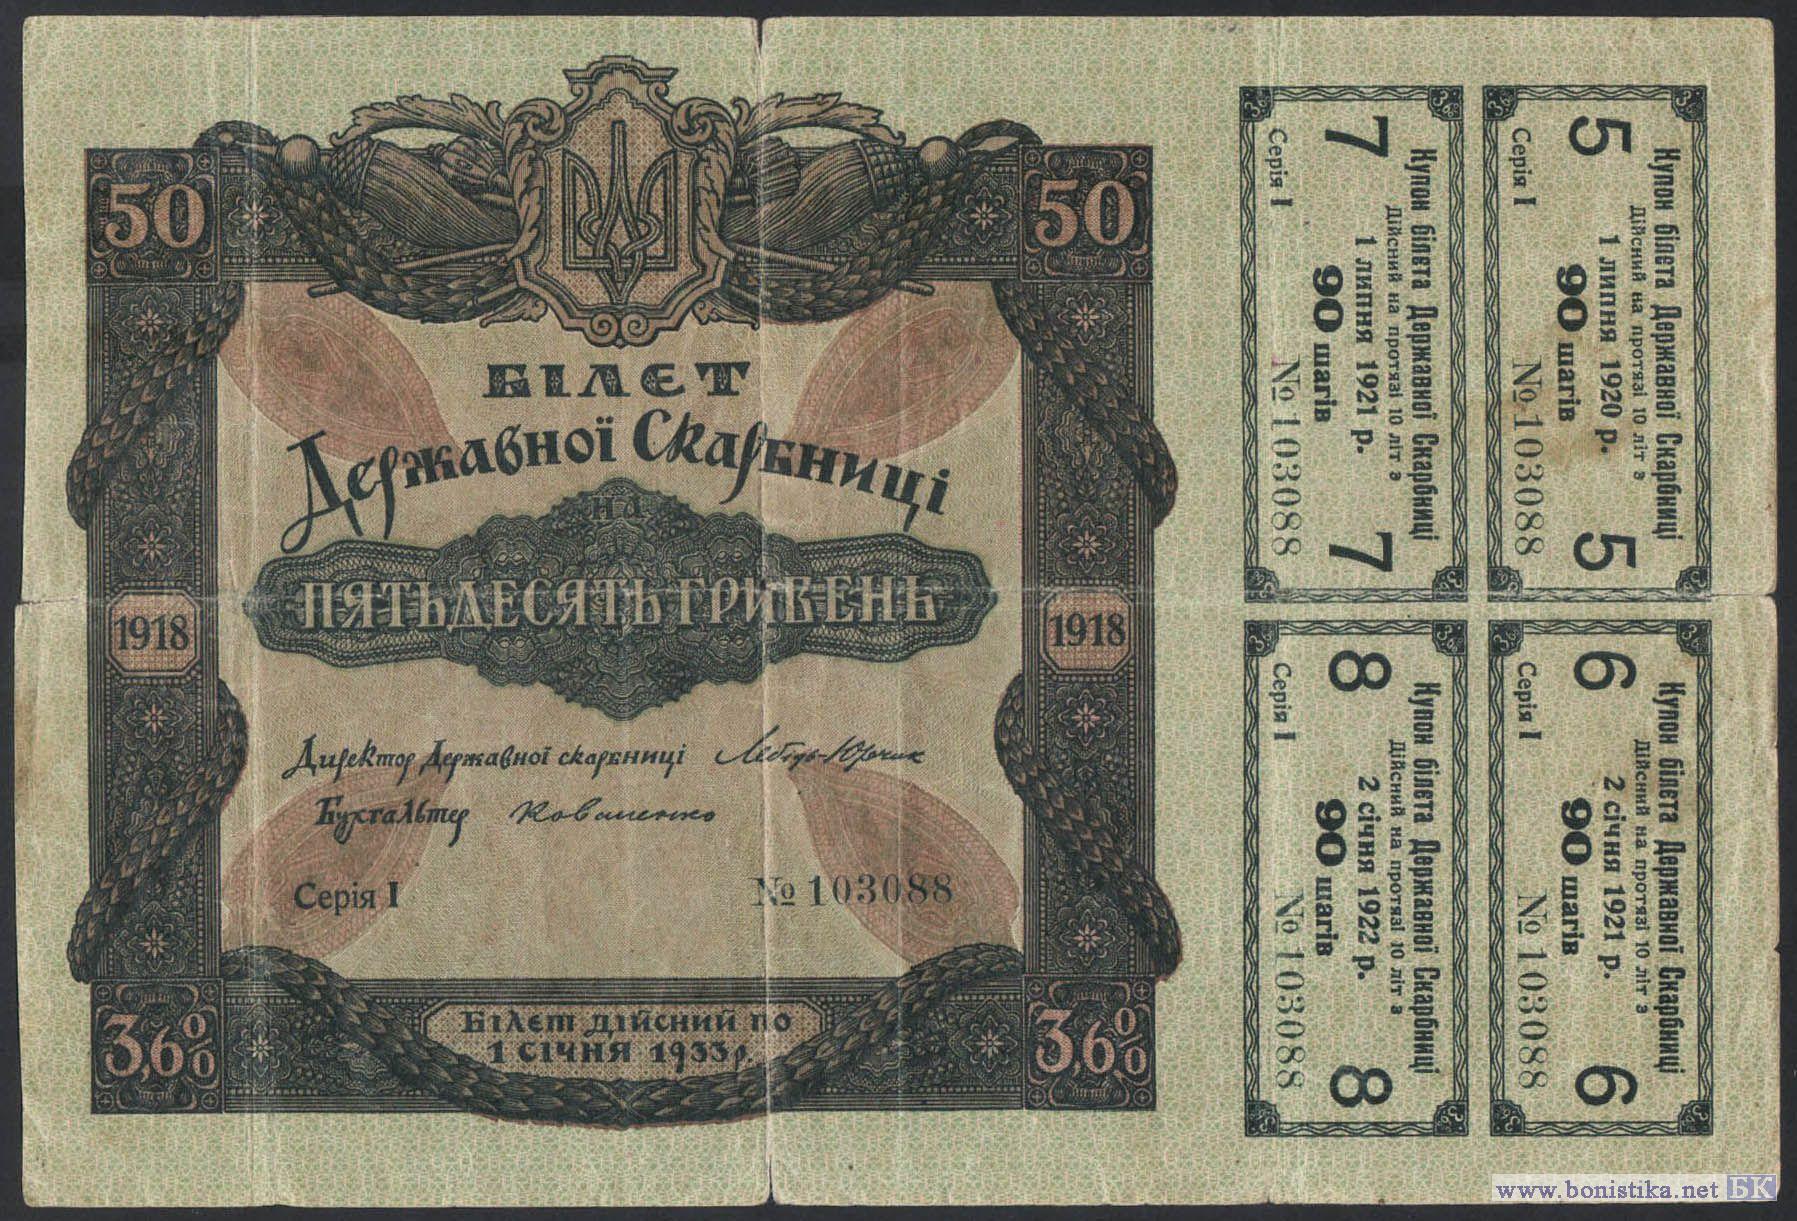 50
50
БІЛЕТ
Державної Скарбниці
на
ПЯТЬДЕСЯТЬ ГРИВЕНЬ
1918
1918
Директор Державної скарбниці Лебідь-Юрчик
Бухгальтер
Серія I
№ 103088
3,6%
БІЛЕТ ДІЙСНИЙ ПО
1 СІЧНЯ 1933 р.
3,6%
Купон білета Державної Скарбниці
Дійсний на протязі 10 літ з
7 1 липня 1921 р. 7
90 шагів
Серія I № 103088
Купон білета Державної Скарбниці
Дійсний на протязі 10 літ з
5 1 липня 1920 р. 5
90 шагів
Серія I № 103088
Купон білета Державної Скарбниці
Дійсний на протязі 10 літ з
8 2 січня 1922 р. 8
90 шагів
Серія I № 103088
Купон білета Державної Скарбниці
Дійсний на протязі 10 літ з
6 2 січня 1921 р. 6
90 шагів
Серія I № 103088
www.bonistika.net БК